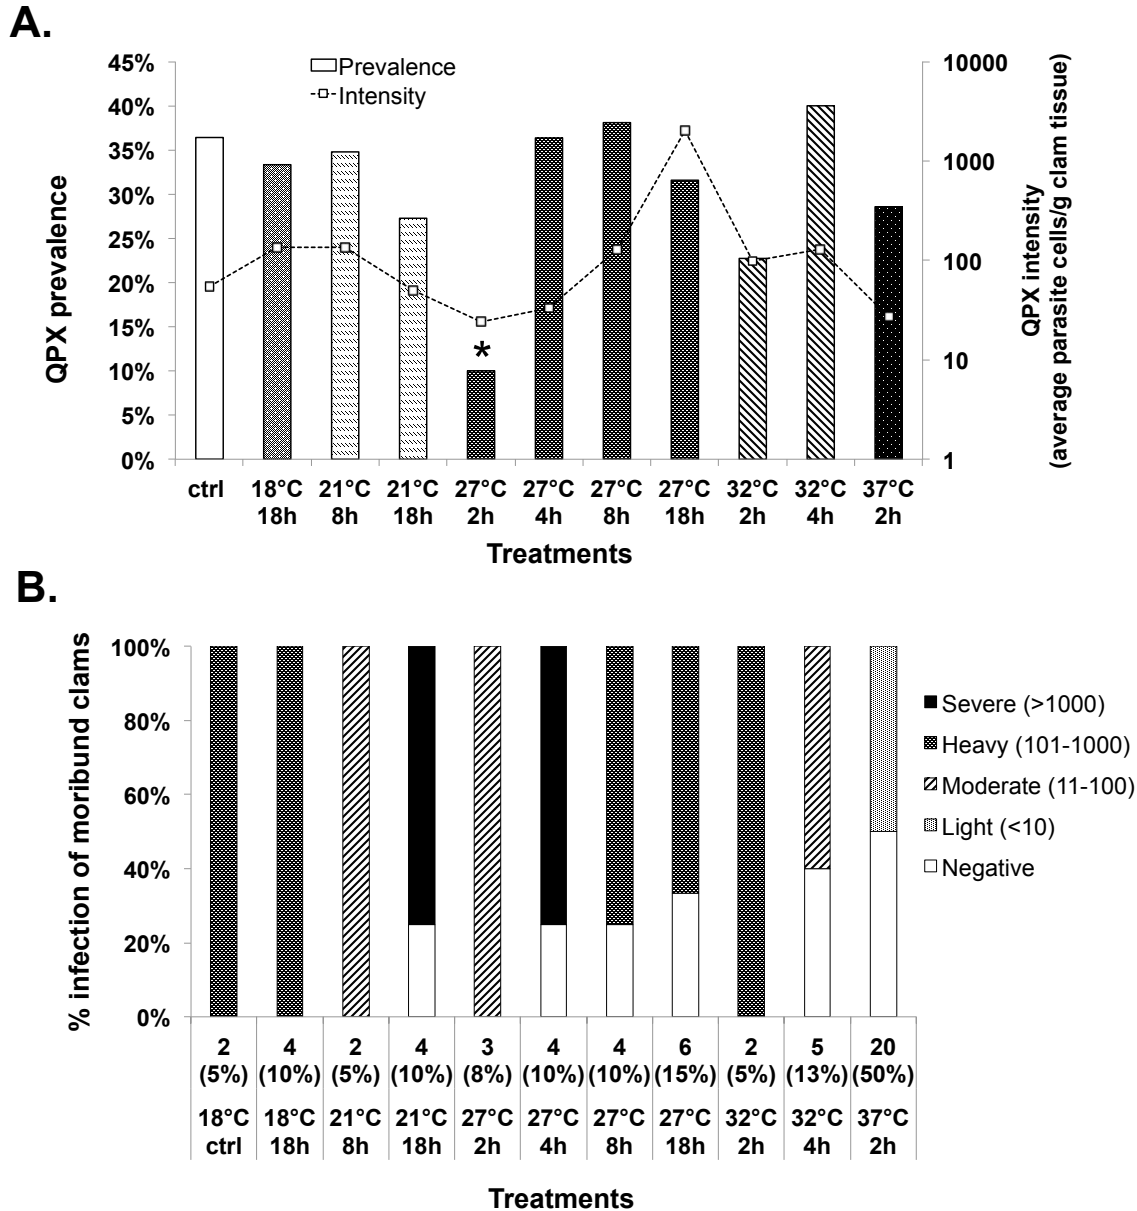 A.
45%
40%
35%
30%
25%
20%
15%
10%
5%
0%
QPX prevalence
Prevalence
Intensity
*
10000
1000
100
10
1
QPX intensity
(average parasite cells/g clam tissue)
ctrl 18°C 21°C 21°C 27°C 27°C 27°C 27°C 32°C 32°C 37°C
18h 8h 18h 2h 4h 8h 18h 2h 4h 2h
Treatments
B.
100%
80%
60%
40%
20%
0%
% infection of moribund clams
Severe (>1000)
Heavy (101-1000)
Moderate (11-100)
Light (<10)
Negative
2 4 2 4 3 4 4 6 2 5 20
(5%) (10%) (5%) (10%) (8%) (10%) (10%) (15%) (5%) (13%) (50%)
18°C 18°C 21°C 21°C 27°C 27°C 27°C 27°C 32°C 32°C 37°C
ctrl 18h 8h 18h 2h 4h 8h 18h 2h 4h 2h
Treatments